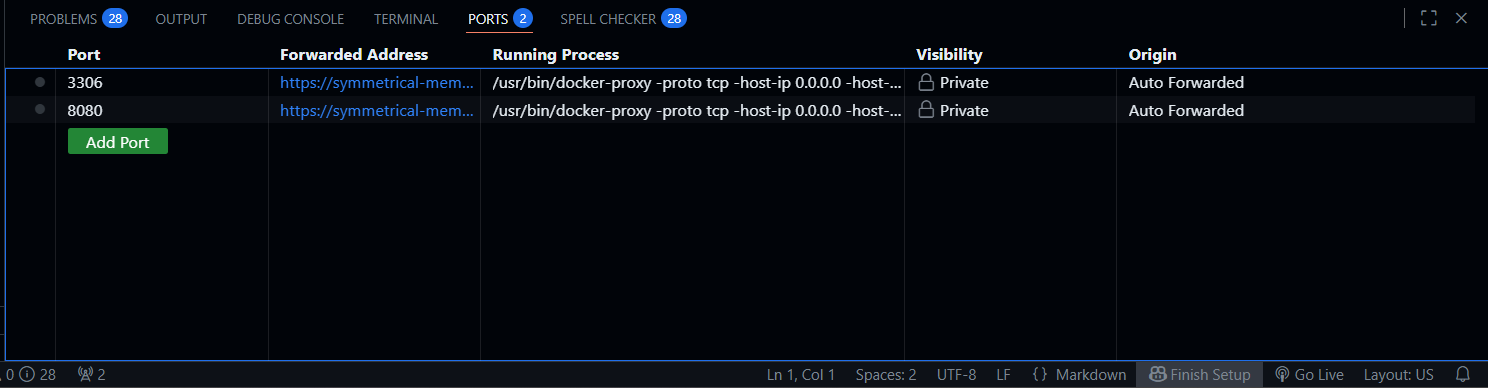 PROBLEMS 28 OUTPUT DEBUG CONSOLE TERMINAL PORTS 2 SPELL CHECKER 28
Port Forwarded Address Running Process Visibility Origin
3306 https://symmetrical-mem... /usr/bin/docker-proxy -proto tcp -host-ip 0.0.0.0 -host-... Private Auto Forwarded
8080 https://symmetrical-mem... /usr/bin/docker-proxy -proto tcp -host-ip 0.0.0.0 -host-... Private Auto Forwarded
Add Port
0 28 2 Ln 1, Col 1 Spaces: 2 UTF-8 LF {} Markdown Finish Setup Go Live Layout: US